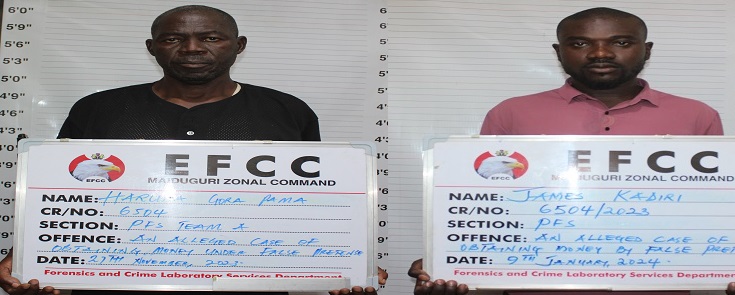 6'0"
5'9"
5'6"
5'3"
5'0"
4'9"
4'6"
4'3"
EFCC
EFCC
MAIDUGURI ZONAL COMMAND
NAME: GORA
CR/NO: 6504
SECTION: PFS TEAM A
OFFENCE: AN ALLEGED CASE OF
OBTAINING MONEY UNDER FALSE PRETENSE
DATE: 27TH NOVEMBER, 2023
Forensics and Crime Laboratory Services Department
EFCC
EFCC
MAIDUGURI ZONAL COMMAND
NAME: JAMES KADIRI
CR/NO: 6504/2023
SECTION: PFS
OFFENCE: AN ALLEGED CASE OF
OBTAINING MONEY BY FALSE
DATE: 9TH JANUARY, 2024.
Forensics and Crime Laboratory Services Department